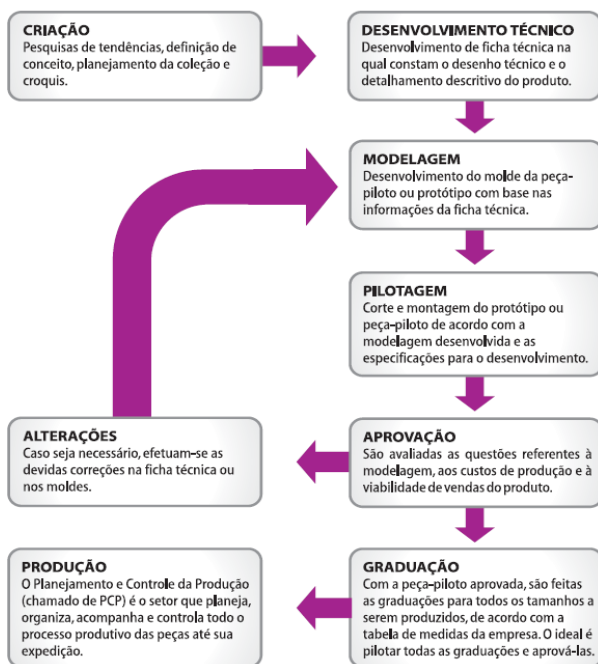 CRIAÇÃO
Pesquisas de tendências, definição de
conceito, planejamento da coleção e
croquis.
DESENVOLVIMENTO TÉCNICO
Desenvolvimento de ficha técnica na
qual constam o desenho técnico e o
detalhamento descritivo do produto.
MODELAGEM
Desenvolvimento do molde da peça-
piloto ou protótipo com base nas
informações da ficha técnica.
PILOTAGEM
Corte e montagem do protótipo ou
peça-piloto de acordo com a
modelagem desenvolvida e as
especificações para o desenvolvimento.
APROVAÇÃO
São avaliadas as questões referentes à
modelagem, aos custos de produção e à
viabilidade de vendas do produto.
ALTERAÇÕES
Caso seja necessário, efetuam-se as
devidas correções na ficha técnica ou
nos moldes.
GRADUAÇÃO
Com a peça-piloto aprovada, são feitas
as graduações para todos os tamanhos a
serem produzidos, de acordo com a
tabela de medidas da empresa. O ideal é
pilotar todas as graduações e aprová-las.
PRODUÇÃO
O Planejamento e Controle da Produção
(chamado de PCP) é o setor que planeja,
organiza, acompanha e controla todo o
processo produtivo das peças até sua
expedição.